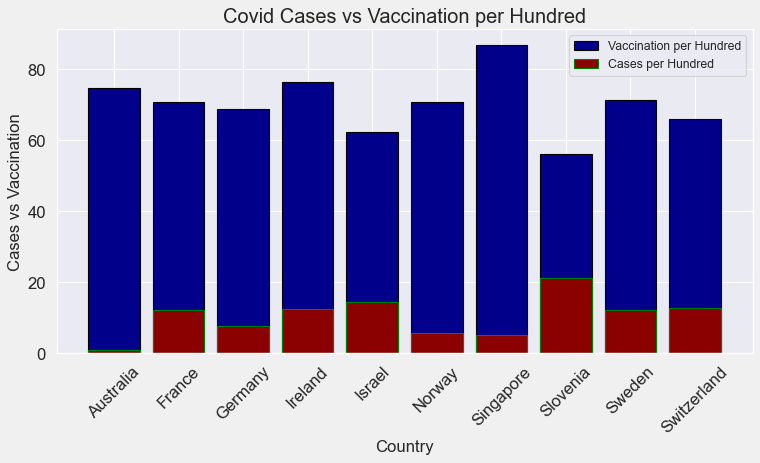 Covid Cases vs Vaccination per Hundred
Vaccination per Hundred
Cases per Hundred
Cases vs Vaccination
80
60
40
20
0
Australia
France
Germany
Ireland
Israel
Norway
Singapore
Slovenia
Sweden
Switzerland
Country